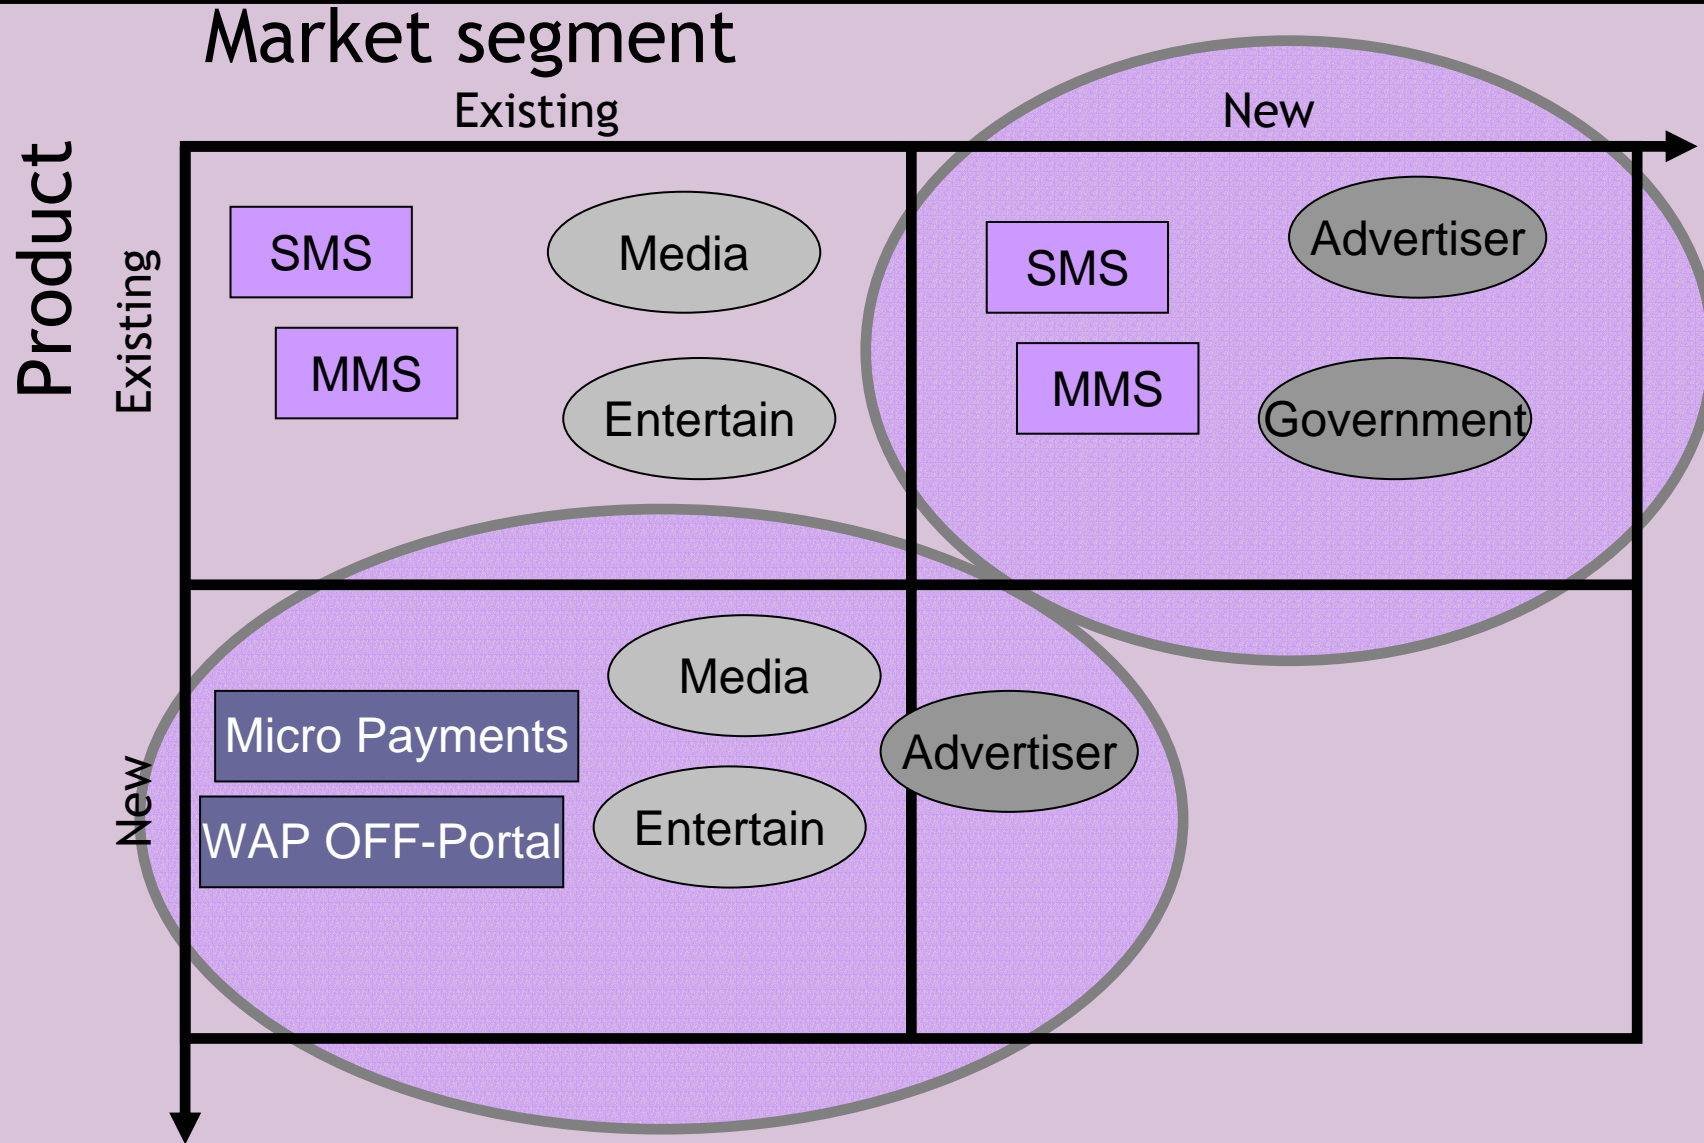 Market segment
Existing
New
Product
Existing
SMS
Media
MMS
Entertain
SMS
Advertiser
MMS
Government
New
Micro Payments
Media
WAP OFF-Portal
Entertain
Advertiser